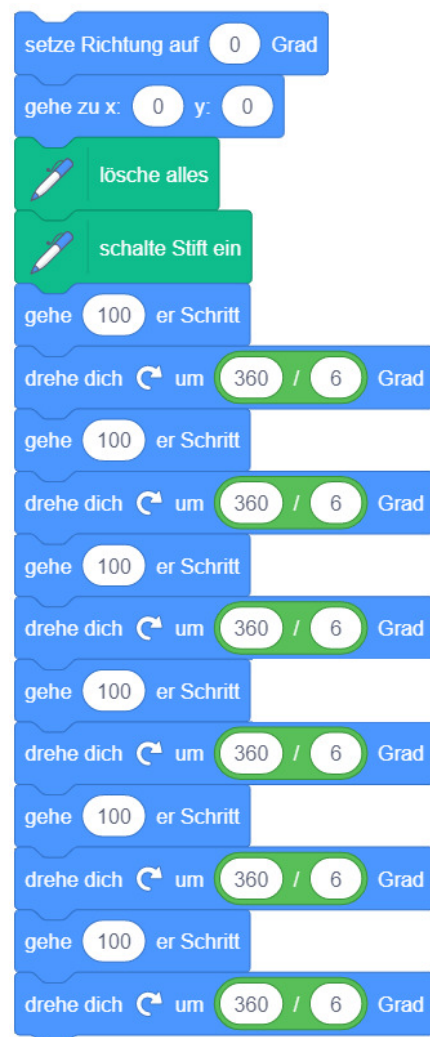 setze Richtung auf 0 Grad
gehe zu x: 0 y: 0
lösche alles
schalte Stift ein
gehe 100 er Schritt
drehe dich um 360 / 6 Grad
gehe 100 er Schritt
drehe dich um 360 / 6 Grad
gehe 100 er Schritt
drehe dich um 360 / 6 Grad
gehe 100 er Schritt
drehe dich um 360 / 6 Grad
gehe 100 er Schritt
drehe dich um 360 / 6 Grad
gehe 100 er Schritt
drehe dich um 360 / 6 Grad